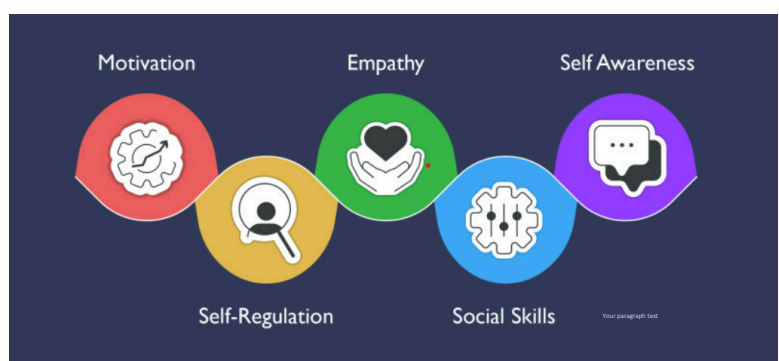 Motivation
Empathy
Self Awareness
Self-Regulation
Social Skills
Your paragraph text